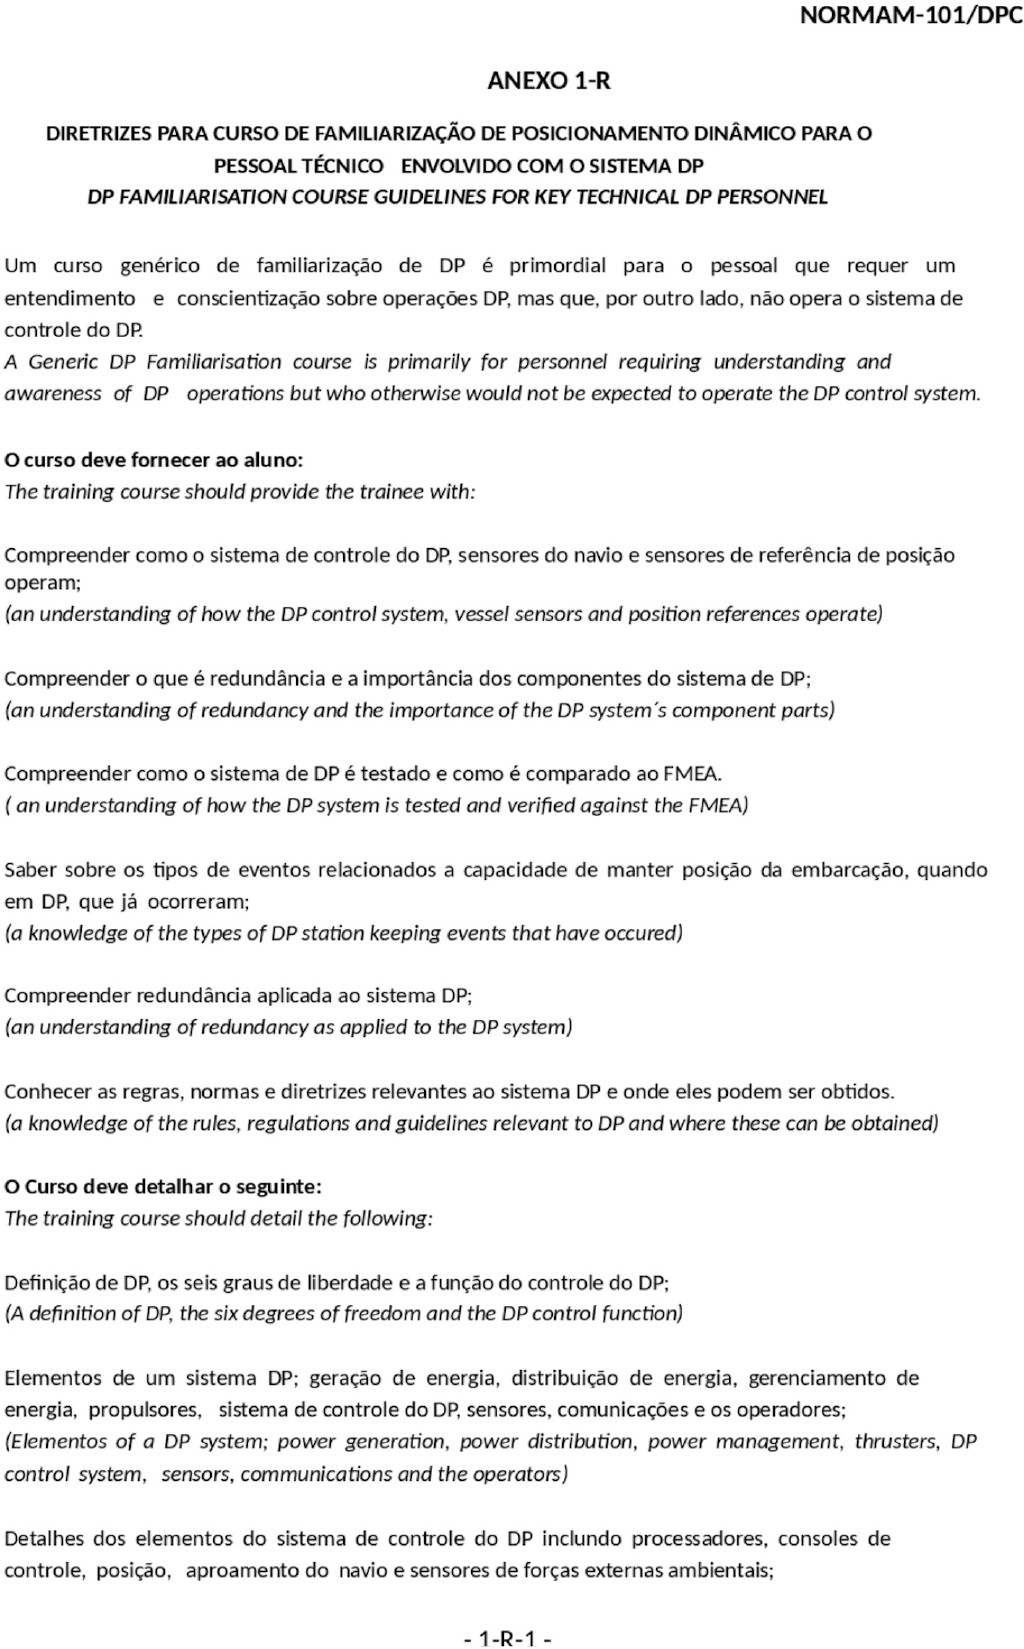 NORMAM-101/DPC
ANEXO 1-R
DIRETRIZES PARA CURSO DE FAMILIARIZAÇÃO DE POSICIONAMENTO DINÂMICO PARA O
PESSOAL TÉCNICO ENVOLVIDO COM O SISTEMA DP
DP FAMILIARISATION COURSE GUIDELINES FOR KEY TECHNICAL DP PERSONNEL
Um curso genérico de familiarização de DP é primordial para o pessoal que requer um
entendimento e conscientização sobre operações DP, mas que, por outro lado, não opera o sistema de
controle do DP.
A Generic DP Familiarisation course is primarily for personnel requiring understanding and
awareness of DP operations but who otherwise would not be expected to operate the DP control system.
O curso deve fornecer ao aluno:
The training course should provide the trainee with:
Compreender como o sistema de controle do DP, sensores do navio e sensores de referência de posição
operam;
(an understanding of how the DP control system, vessel sensors and position references operate)
Compreender o que é redundância e a importância dos componentes do sistema de DP;
(an understanding of redundancy and the importance of the DP system´s component parts)
Compreender como o sistema de DP é testado e como é comparado ao FMEA.
( an understanding of how the DP system is tested and verified against the FMEA)
Saber sobre os tipos de eventos relacionados a capacidade de manter posição da embarcação, quando
em DP, que já ocorreram;
(a knowledge of the types of DP station keeping events that have occured)
Compreender redundância aplicada ao sistema DP;
(an understanding of redundancy as applied to the DP system)
Conhecer as regras, normas e diretrizes relevantes ao sistema DP e onde eles podem ser obtidos.
(a knowledge of the rules, regulations and guidelines relevant to DP and where these can be obtained)
O Curso deve detalhar o seguinte:
The training course should detail the following:
Definição de DP, os seis graus de liberdade e a função do controle do DP;
(A definition of DP, the six degrees of freedom and the DP control function)
Elementos de um sistema DP; geração de energia, distribuição de energia, gerenciamento de
energia, propulsores, sistema de controle do DP, sensores, comunicações e os operadores;
(Elementos of a DP system; power generation, power distribution, power management, thrusters, DP
control system, sensors, communications and the operators)
Detalhes dos elementos do sistema de controle do DP inclundo processadores, consoles de
controle, posição, aproamento do navio e sensores de forças externas ambientais;
- 1-R-1 -